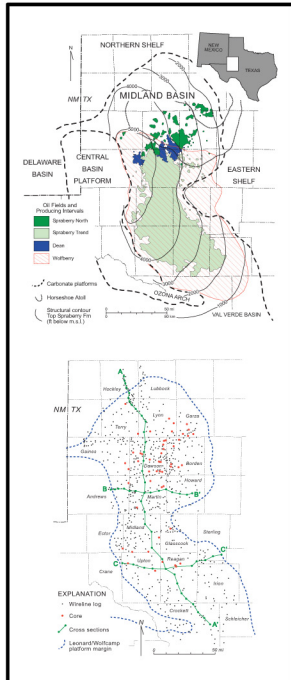 NEW
MEXICO
TEXAS
N
NORTHERN SHELF
MIDLAND BASIN
NM TX
DELAWARE
BASIN
CENTRAL
BASIN
PLATFORM
EASTERN
SHELF
Oil Fields and
Producing Intervals
Spraberry North
Spraberry Trend
Dean
Wolfberry
Carbonate platforms
Horseshoe Atoll
Structural contour
Top Spraberry Fm
(ft below m.s.l.)
OZONA ARCH
VAL VERDE BASIN
A
Hockley
Lubbock
NM TX
Lyon
Garza
Terry
Gaines
Dawson
Borden
Howard
B
B'
Andrews
Martin
Midland
Ector
Glasscock
Sterling
C'
Upton
Reagan
C
Crane
Irion
Crockett
Schleicher
A'
EXPLANATION
Wireline log
Core
Cross sections
Leonard/Wolfcamp
platform margin
N
50 mi